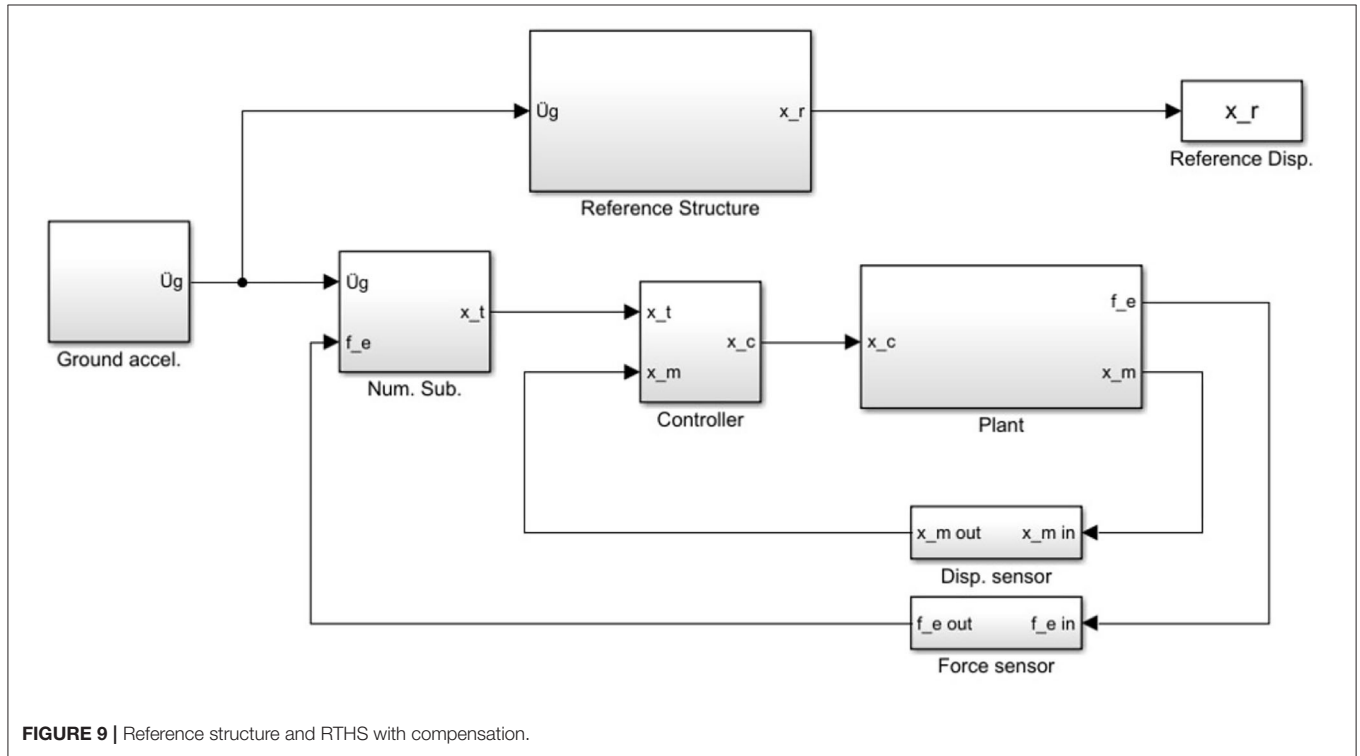 Üg
x_r
x_r
Reference Disp.
Reference Structure
Üg
Ground accel.
Üg
f_e
x_t
Num. Sub.
x_t
x_m
x_c
Controller
x_c
f_e
x_m
Plant
x_m out
x_m in
Disp. sensor
f_e out
f_e in
Force sensor
FIGURE 9 | Reference structure and RTHS with compensation.